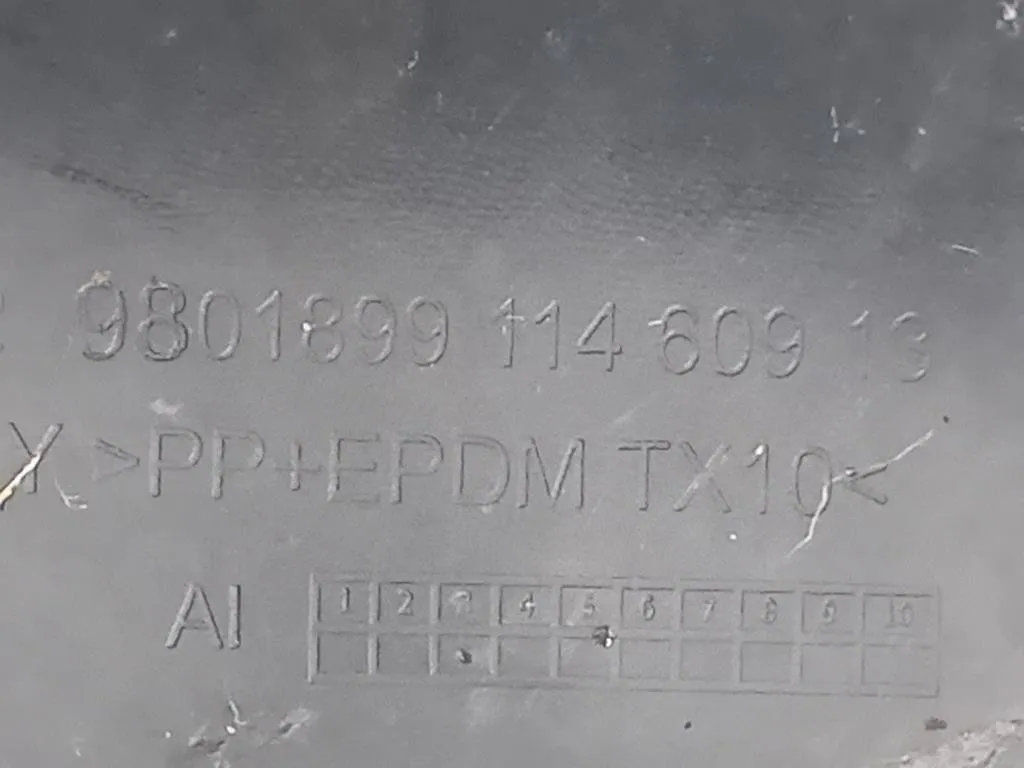 9801899 114 609 13
X >PP+EPDM TX10<
AI
1 2 3 4 5 6 7 8 9 10